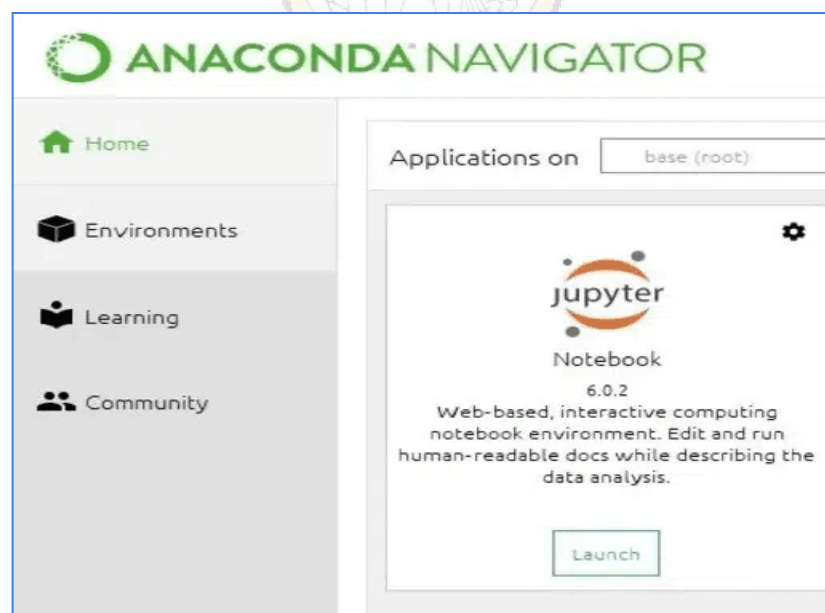 ANACONDA NAVIGATOR
Home
Applications on base (root)
Environments
Learning
Community
jupyter
Notebook
6.0.2
Web-based, interactive computing
notebook environment. Edit and run
human-readable docs while describing the
data analysis.
Launch